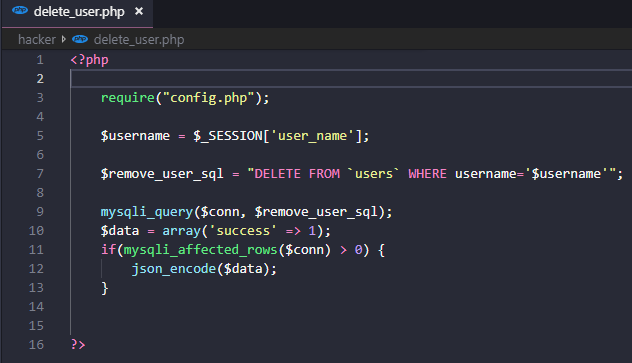 php delete_user.php ×
hacker php delete_user.php
1 <?php
2
3 require("config.php");
4
5 $username = $_SESSION['user_name'];
6
7 $remove_user_sql = "DELETE FROM `users` WHERE username='$username'";
8
9 mysqli_query($conn, $remove_user_sql);
10 $data = array('success' => 1);
11 if(mysqli_affected_rows($conn) > 0) {
12 json_encode($data);
13 }
14
15
16 ?>